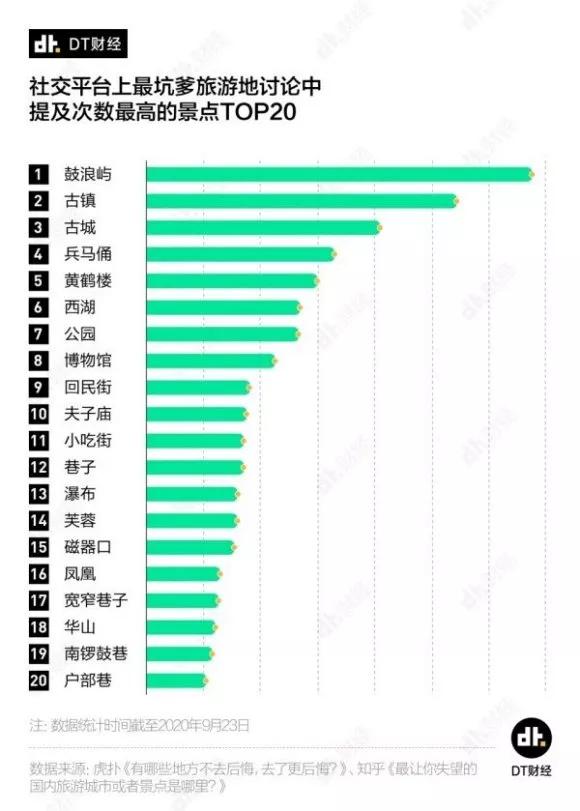 dt. DT财经
社交平台上最坑爹旅游地讨论中
提及次数最高的景点TOP20
1 鼓浪屿
2 古镇
3 古城
4 兵马俑
5 黄鹤楼
6 西湖
7 公园
8 博物馆
9 回民街
10 夫子庙
11 小吃街
12 巷子
13 瀑布
14 芙蓉
15 磁器口
16 凤凰
17 宽窄巷子
18 华山
19 南锣鼓巷
20 户部巷
注: 数据统计时间截至2020年9月23日
数据来源: 虎扑《有哪些地方不去后悔，去了更后悔？》、知乎《最让你失望的
国内旅游城市或者景点是哪里？》
dt.
DT财经